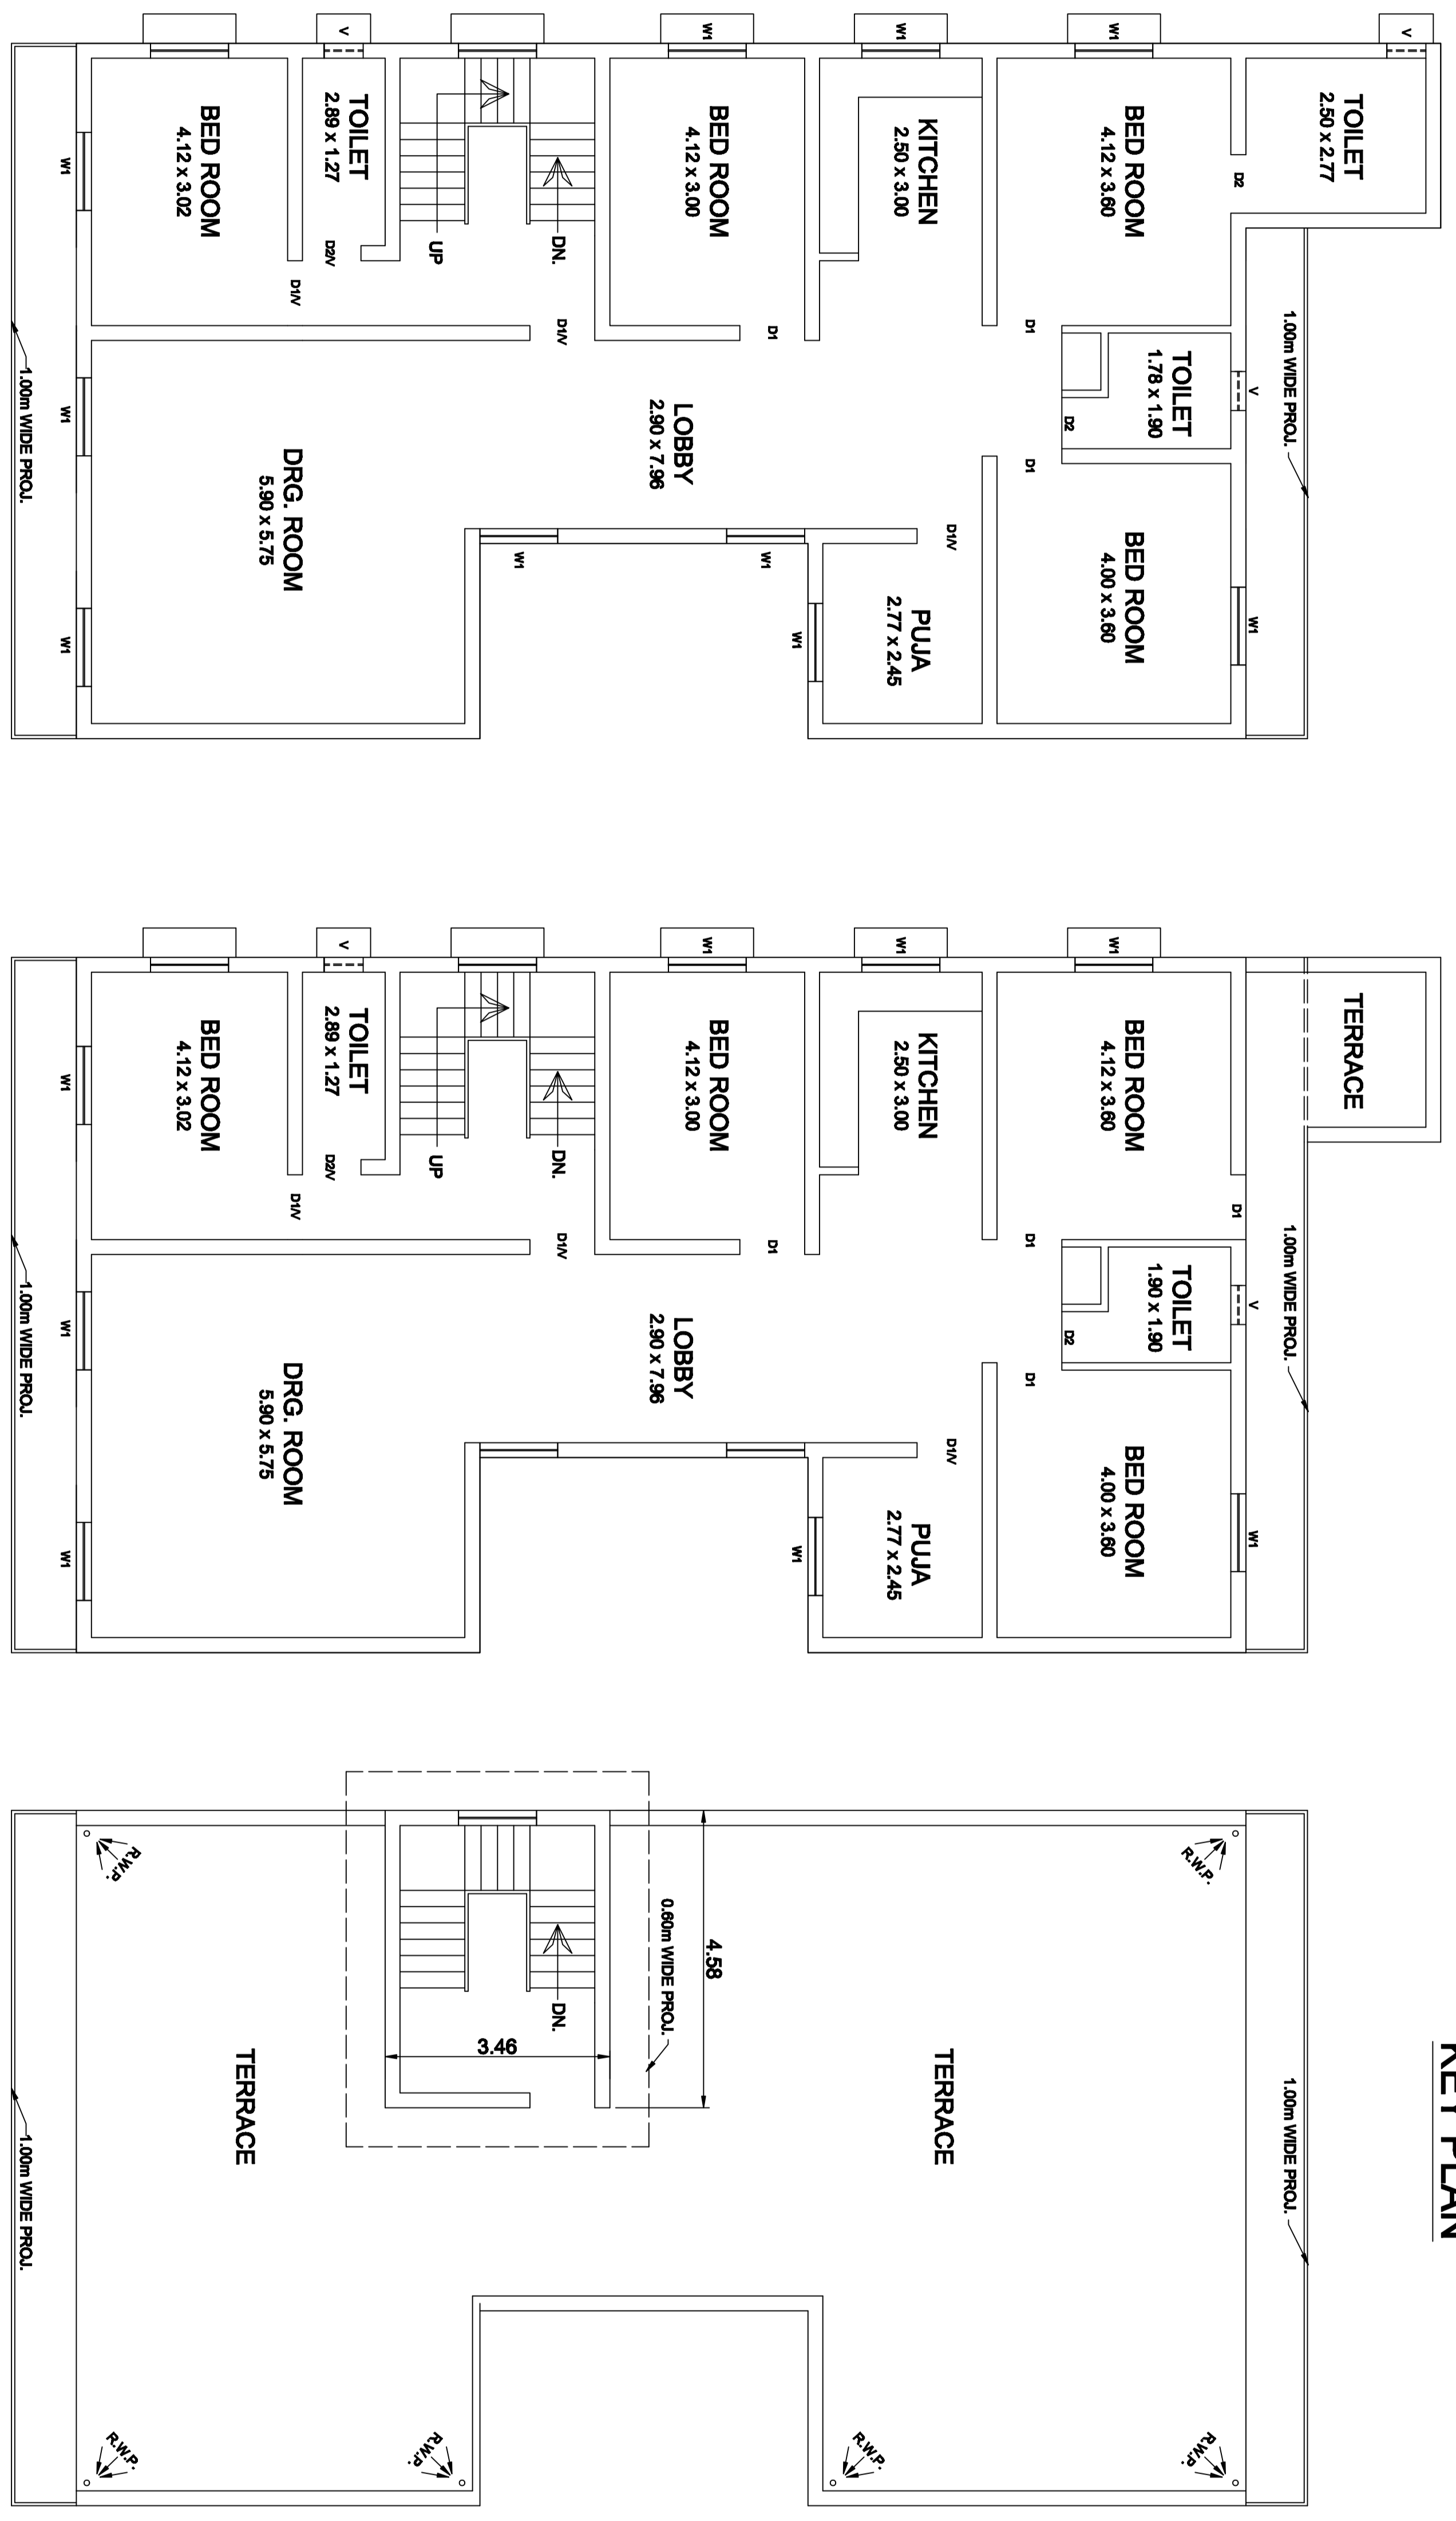 V
TOILET
2.50 x 2.77
1.00m WIDE PROJ.
V
W1
D2
TOILET
1.78 x 1.90
BED ROOM
4.12 x 3.60
BED ROOM
4.00 x 3.60
W1
D2
D1
D1
D1/V
KITCHEN
2.50 x 3.00
PUJA
2.77 x 2.45
W1
W1
D1
W1
BED ROOM
4.12 x 3.00
W1
LOBBY
2.90 x 7.96
D1/V
DN.
W1
UP
TOILET
2.89 x 1.27
V
D2/V
D1/V
DRG. ROOM
5.90 x 5.75
BED ROOM
4.12 x 3.02
W1
W1
W1
1.00m WIDE PROJ.
TERRACE
1.00m WIDE PROJ.
V
W1
D1
TOILET
1.90 x 1.90
BED ROOM
4.12 x 3.60
BED ROOM
4.00 x 3.60
W1
D2
D1
D1
D1/V
KITCHEN
2.50 x 3.00
PUJA
2.77 x 2.45
W1
W1
D1
BED ROOM
4.12 x 3.00
W1
LOBBY
2.90 x 7.96
D1/V
DN.
UP
TOILET
2.89 x 1.27
V
D2/V
D1/V
DRG. ROOM
5.90 x 5.75
BED ROOM
4.12 x 3.02
W1
W1
W1
1.00m WIDE PROJ.
KEY PLAN
1.00m WIDE PROJ.
R.W.P.
R.W.P.
TERRACE
R.W.P.
4.58
0.60m WIDE PROJ.
DN.
3.46
R.W.P.
TERRACE
R.W.P.
R.W.P.
1.00m WIDE PROJ.